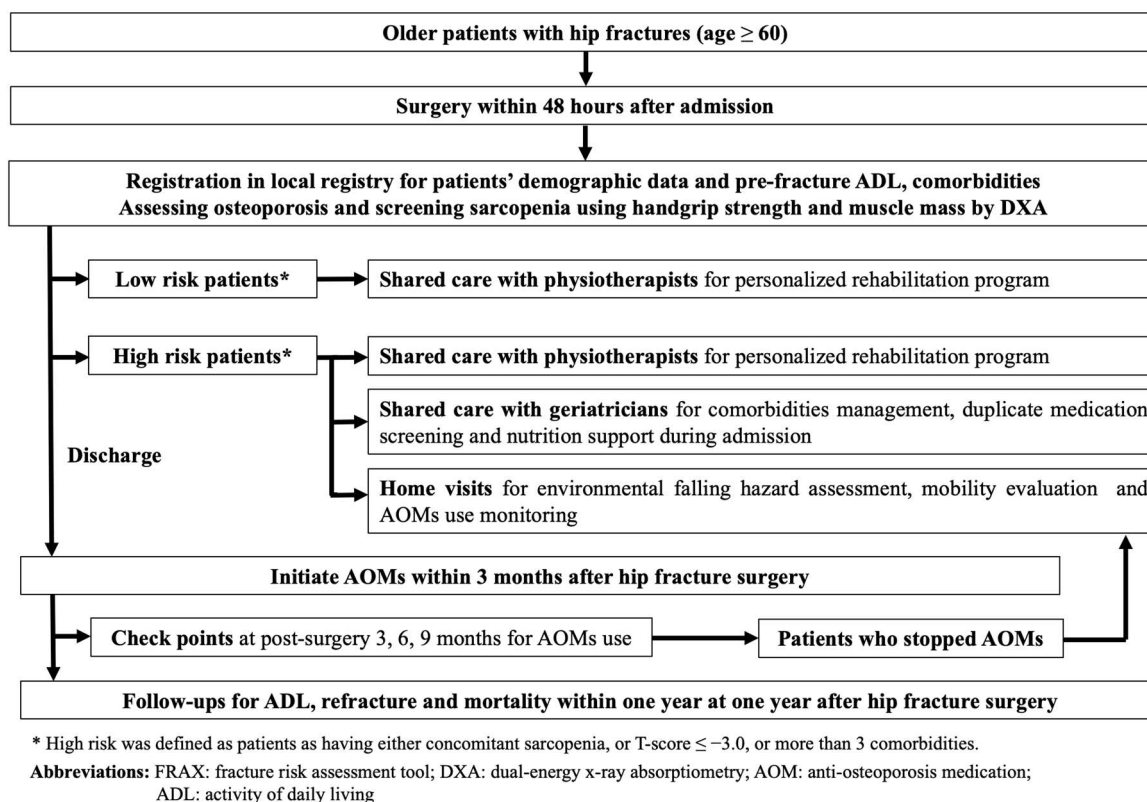 Older patients with hip fractures (age ≥ 60)
Surgery within 48 hours after admission
Registration in local registry for patients’ demographic data and pre-fracture ADL, comorbidities
Assessing osteoporosis and screening sarcopenia using handgrip strength and muscle mass by DXA
Low risk patients*
Shared care with physiotherapists for personalized rehabilitation program
High risk patients*
Shared care with physiotherapists for personalized rehabilitation program
Shared care with geriatricians for comorbidities management, duplicate medication
screening and nutrition support during admission
Discharge
Home visits for environmental falling hazard assessment, mobility evaluation and
AOMs use monitoring
Initiate AOMs within 3 months after hip fracture surgery
Check points at post-surgery 3, 6, 9 months for AOMs use
Patients who stopped AOMs
Follow-ups for ADL, refracture and mortality within one year at one year after hip fracture surgery
* High risk was defined as patients as having either concomitant sarcopenia, or T-score ≤ −3.0, or more than 3 comorbidities.
Abbreviations: FRAX: fracture risk assessment tool; DXA: dual-energy x-ray absorptiometry; AOM: anti-osteoporosis medication;
ADL: activity of daily living